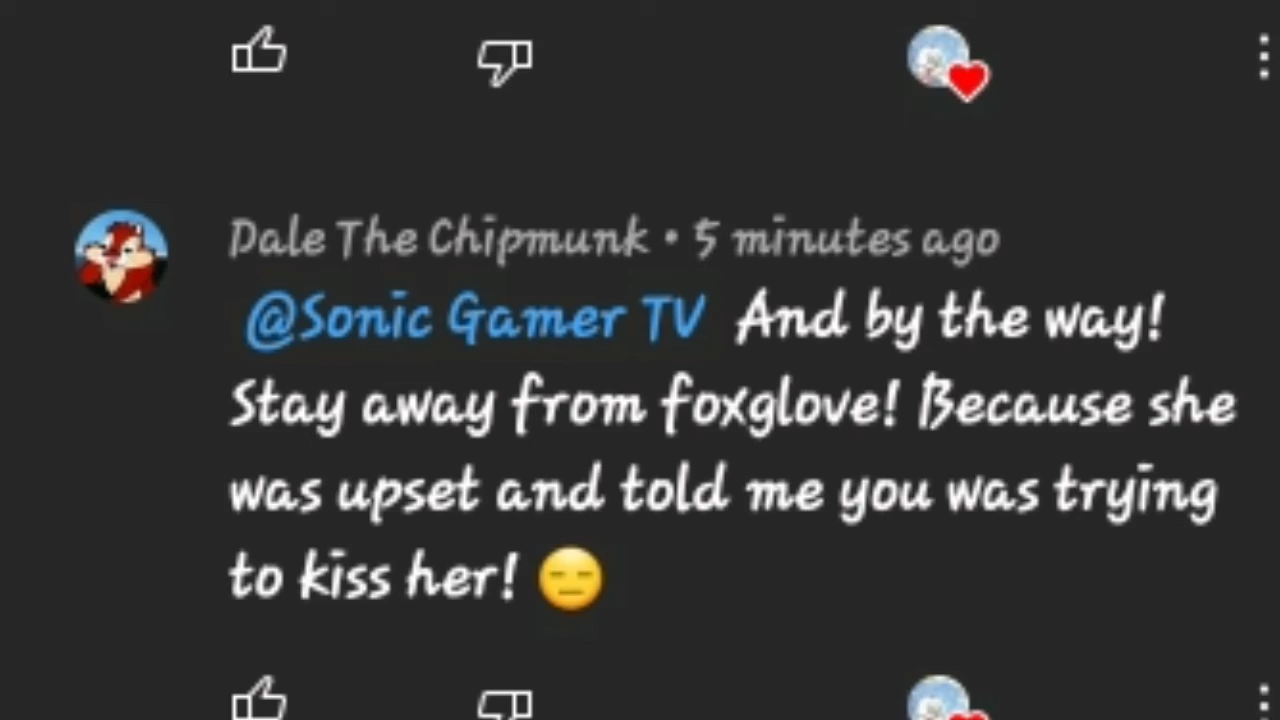 Dale The Chipmunk • 5 minutes ago
@Sonic Gamer TV And by the way!
Stay away from foxglove! Because she
was upset and told me you was trying
to kiss her! 😑